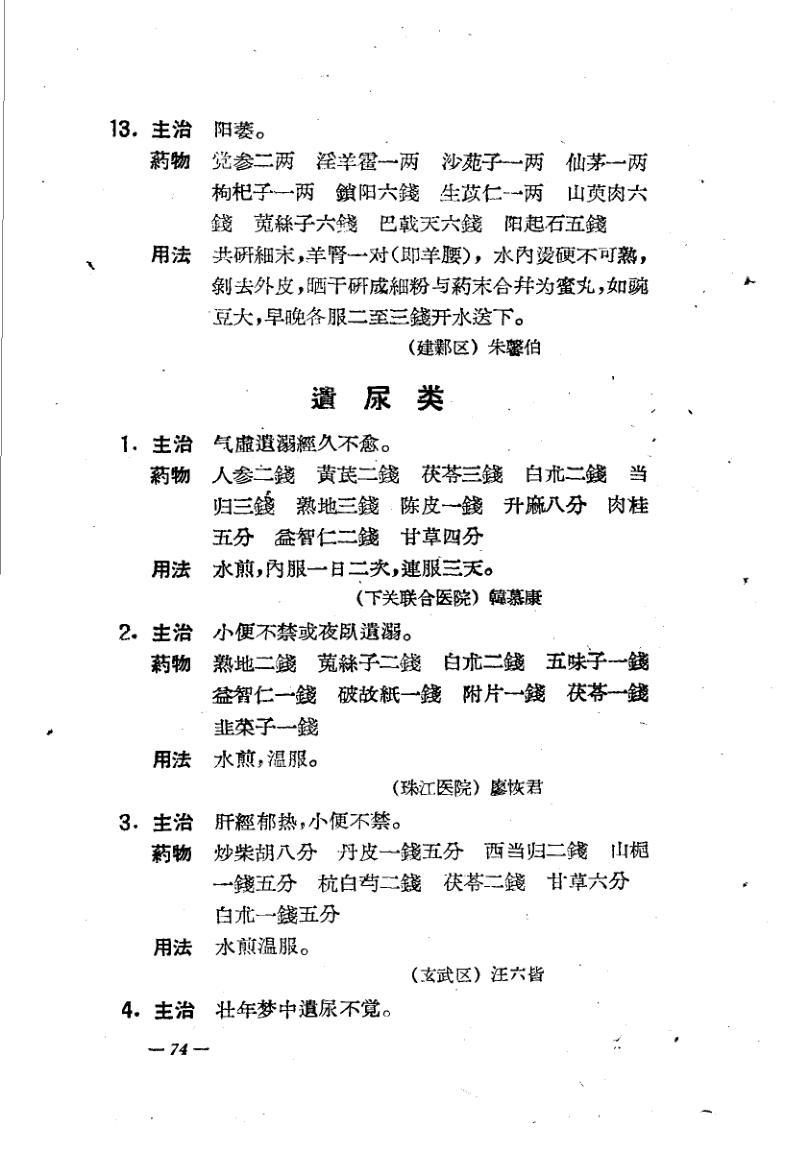 13. 主治 阳萎。
葯物 党参二两 淫羊霍一两 沙苑子一两 仙茅一两
枸杞子一两 鎖阳六錢 生苡仁一两 山萸肉六
錢 菟絲子六錢 巴戟天六錢 阳起石五錢
用法 共研細末,羊腎一对(即羊腰),水內燙硬不可熟,
剝去外皮,晒干研成細粉与葯末合幷为蜜丸,如豌
豆大,早晚各服二至三錢开水送下。
(建鄴区) 朱馨伯
遺尿类
1. 主治 气虛遺溺經久不愈。
葯物 人参二錢 黃芪二錢 茯苓三錢 白朮二錢 当
归三錢 熟地三錢 陈皮一錢 升麻八分 肉桂
五分 益智仁二錢 甘草四分
用法 水煎,內服一日二次,連服三天。
(下关联合医院) 韓慕康
2. 主治 小便不禁或夜臥遺溺。
葯物 熟地二錢 菟絲子二錢 白朮二錢 五味子一錢
益智仁一錢 破故紙一錢 附片一錢 茯苓一錢
韭菜子一錢
用法 水煎,溫服。
(珠江医院) 廖恢君
3. 主治 肝經郁热,小便不禁。
葯物 炒柴胡八分 丹皮一錢五分 西当归二錢 山梔
一錢五分 杭白芍二錢 茯苓二錢 甘草六分
白朮一錢五分
用法 水煎溫服。
(玄武区) 汪六皆
4. 主治 壮年梦中遺尿不覚。
— 74 —